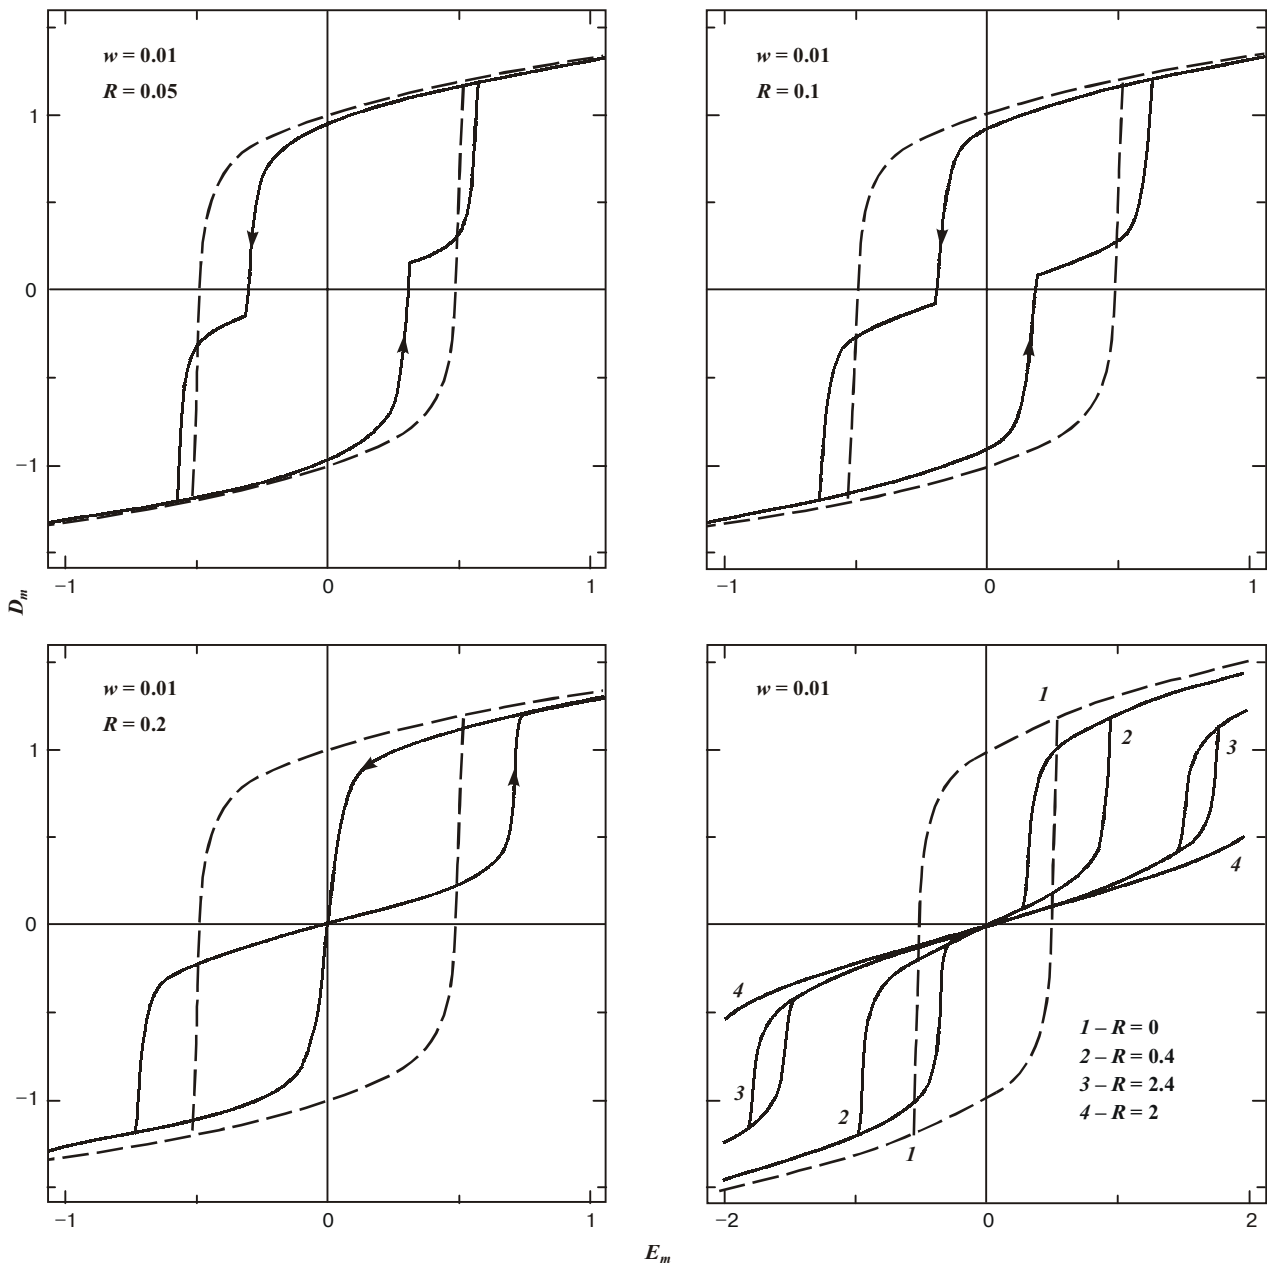 w = 0.01
R = 0.05
1
0
−1
−1
0
1
w = 0.01
R = 0.1
−1
0
1
D_m
w = 0.01
R = 0.2
1
0
−1
−1
0
1
w = 0.01
1
2
3
4
4
3
2
1
1 – R = 0
2 – R = 0.4
3 – R = 2.4
4 – R = 2
−2
0
2
E_m